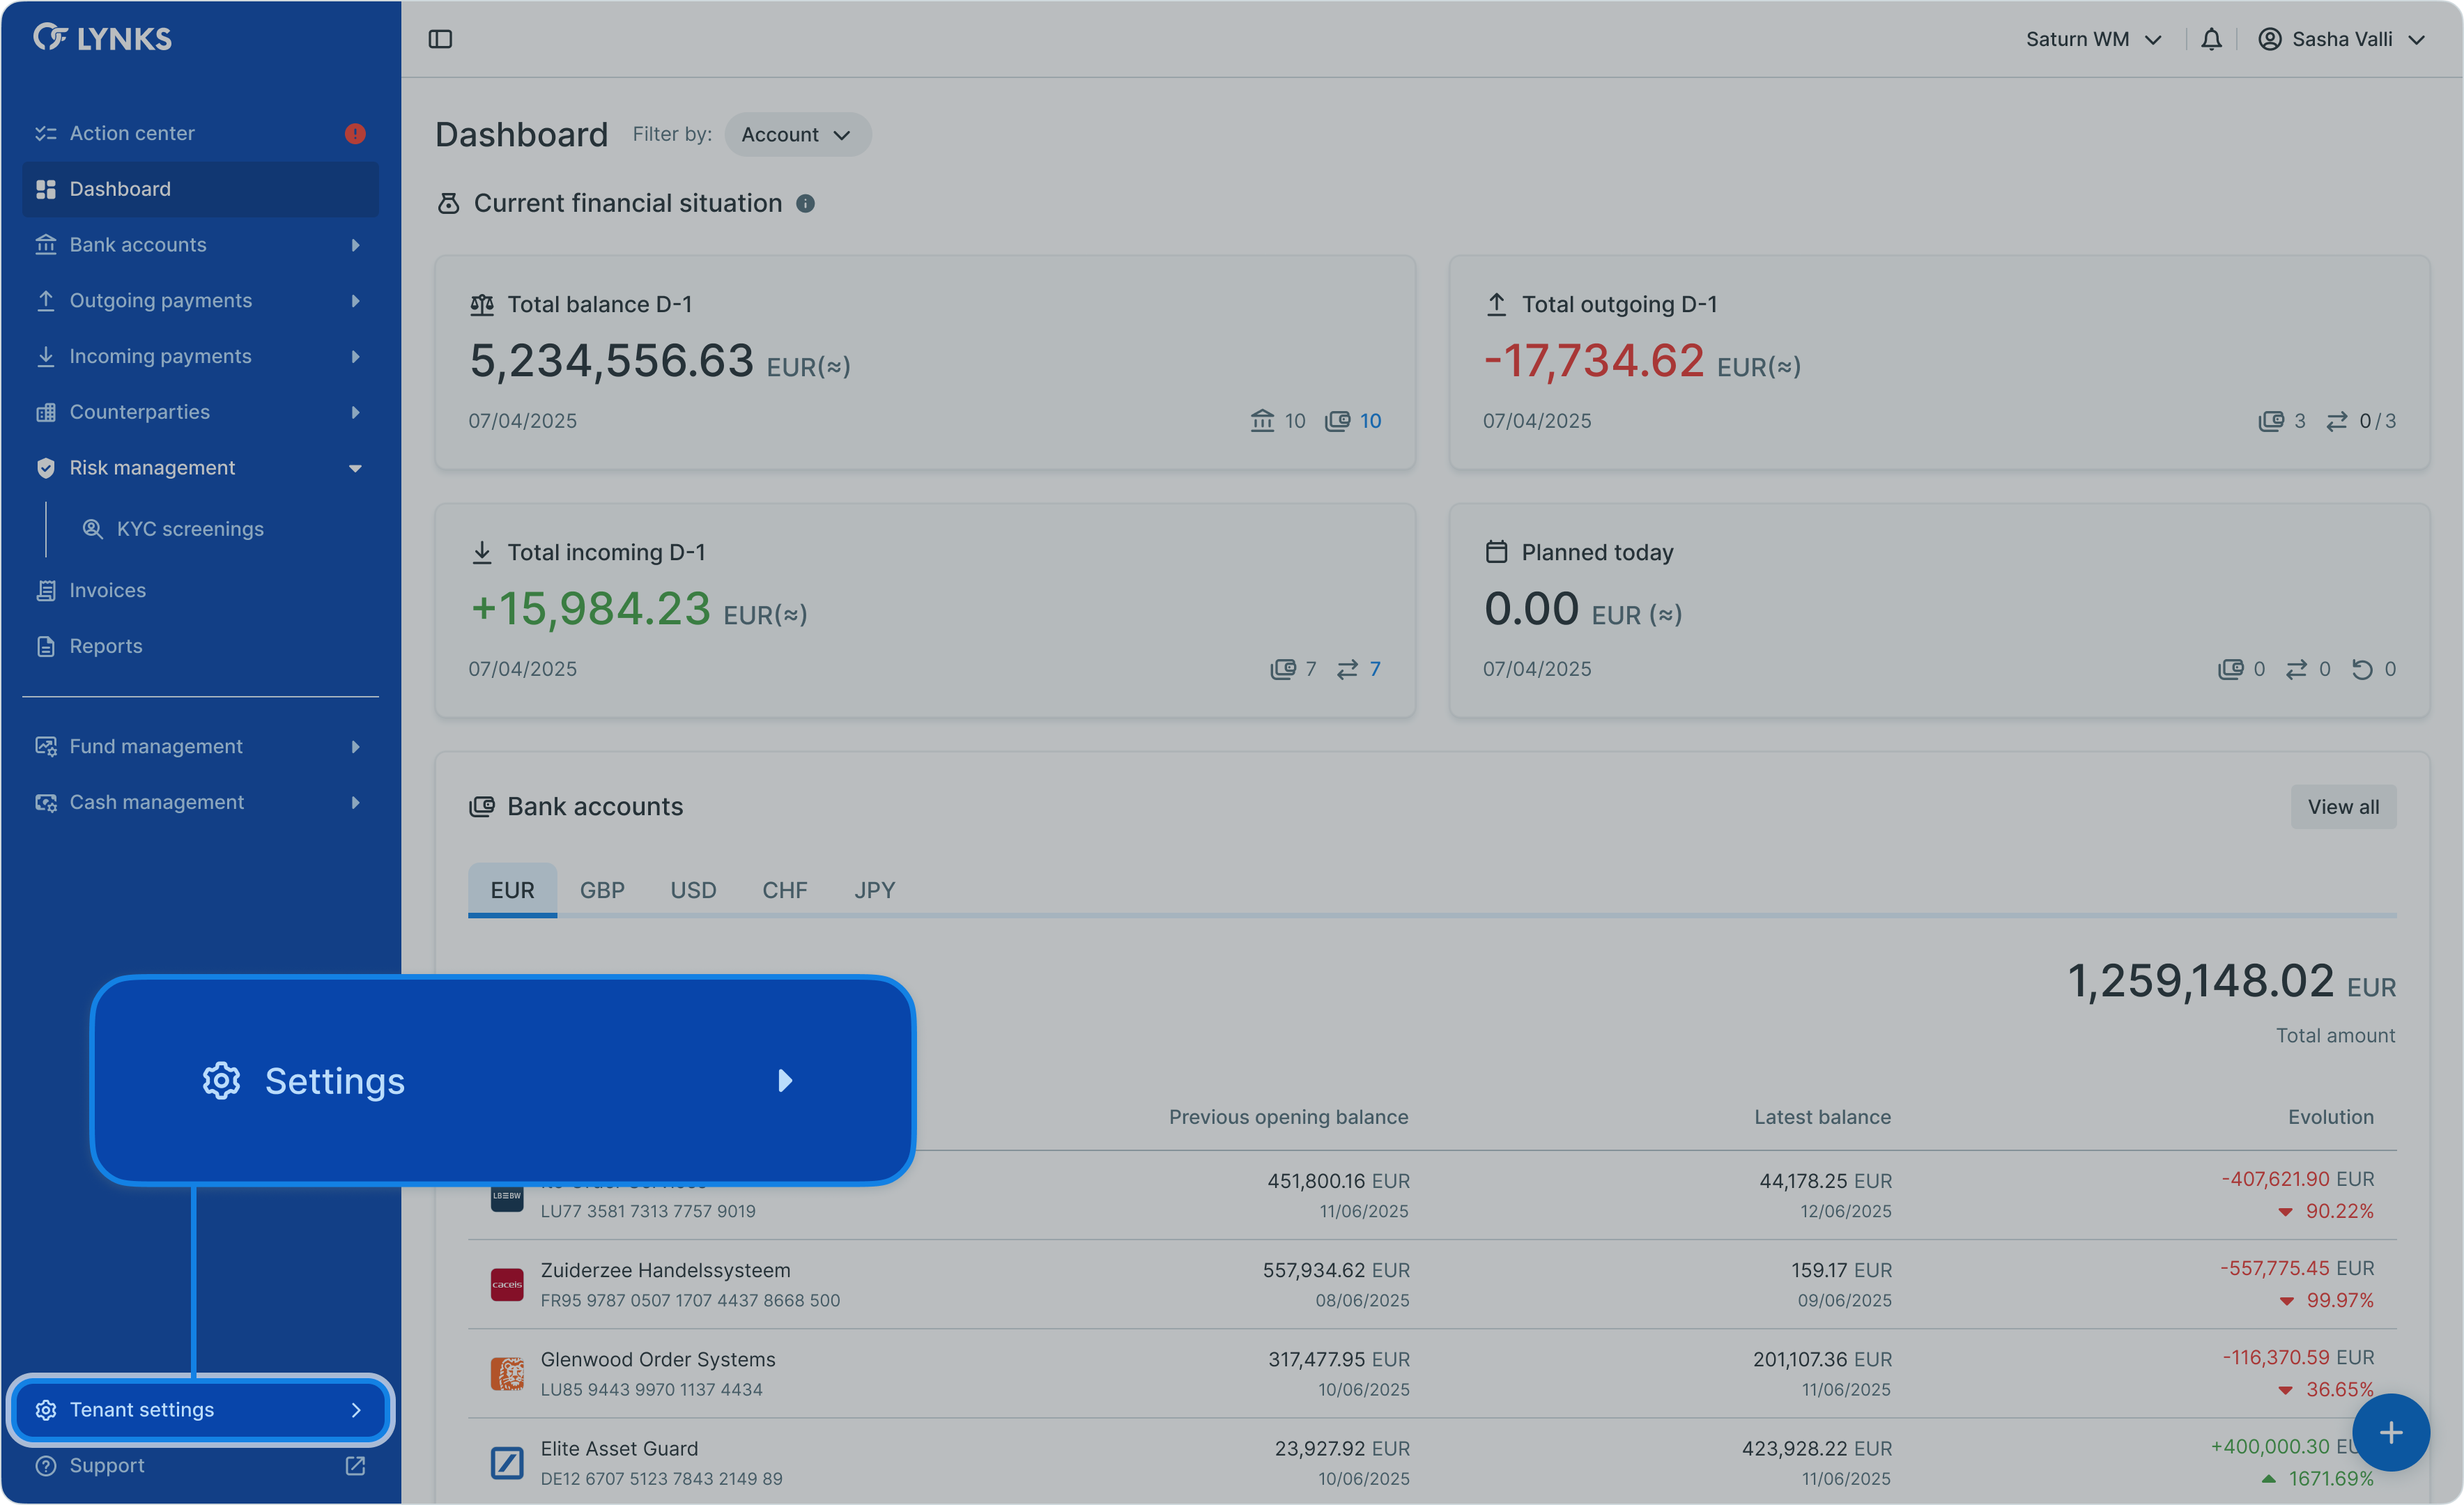 LYNKS
Saturn WM
Sasha Valli
Action center
Dashboard
Bank accounts
Outgoing payments
Incoming payments
Counterparties
Risk management
KYC screenings
Invoices
Reports
Fund management
Cash management
Dashboard Filter by: Account
Current financial situation
Total balance D-1
5,234,556.63 EUR(≈)
07/04/2025 10 10
Total outgoing D-1
-17,734.62 EUR(≈)
07/04/2025 3 0/3
Total incoming D-1
+15,984.23 EUR(≈)
07/04/2025 7 7
Planned today
0.00 EUR (≈)
07/04/2025 0 0 0
Bank accounts View all
EUR GBP USD CHF JPY
1,259,148.02 EUR
Total amount
Settings
Previous opening balance Latest balance Evolution
451,800.16 EUR 44,178.25 EUR -407,621.90 EUR
LB≡BW LU77 3581 7313 7757 9019 11/06/2025 12/06/2025 90.22%
Zuiderzee Handelssysteem 557,934.62 EUR 159.17 EUR -557,775.45 EUR
caceis FR95 9787 0507 1707 4437 8668 500 08/06/2025 09/06/2025 99.97%
Glenwood Order Systems 317,477.95 EUR 201,107.36 EUR -116,370.59 EUR
LU85 9443 9970 1137 4434 10/06/2025 11/06/2025 36.65%
Elite Asset Guard 23,927.92 EUR 423,928.22 EUR +400,000.30
DE12 6707 5123 7843 2149 89 10/06/2025 11/06/2025 1671.69%
Tenant settings
Support